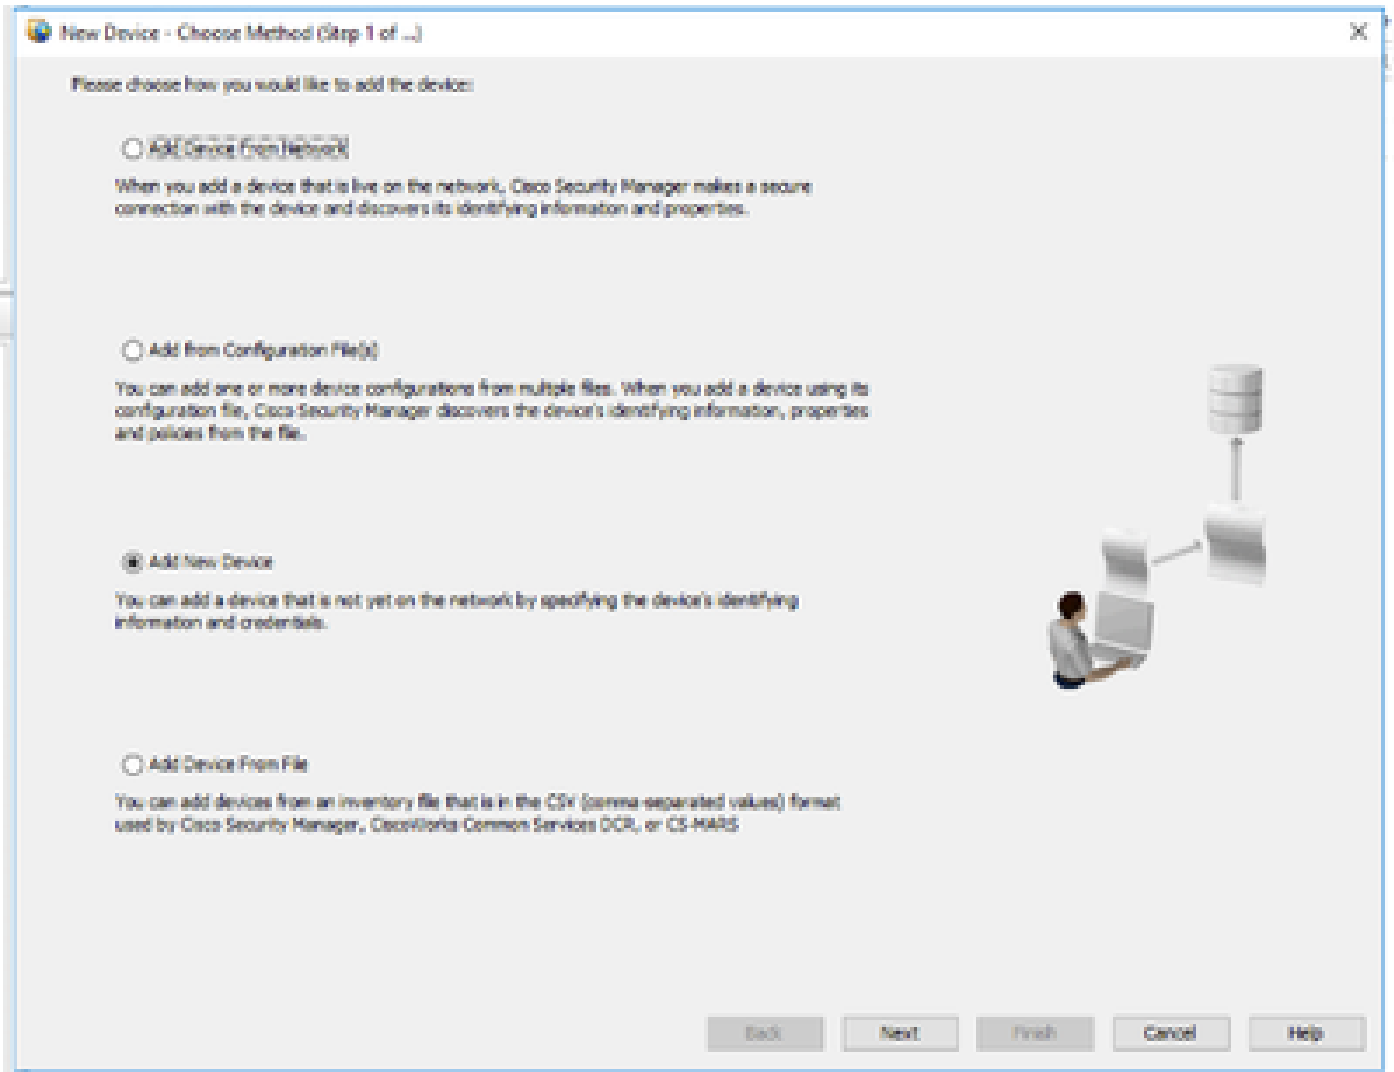 New Device - Choose Method (Step 1 of ...)
Please choose how you would like to add the device:
Add Device From Network
When you add a device that is live on the network, Cisco Security Manager makes a secure
connection with the device and discovers its identifying information and properties.
Add from Configuration File(s)
You can add one or more device configurations from multiple files. When you add a device using its
configuration file, Cisco Security Manager discovers the device's identifying information, properties
and policies from the file.
Add New Device
You can add a device that is not yet on the network by specifying the device's identifying
information and credentials.
Add Device From File
You can add devices from an inventory file that is in the CSV (comma-separated values) format
used by Cisco Security Manager, CiscoWorks Common Services DCR, or CS-MARS
Back
Next
Finish
Cancel
Help